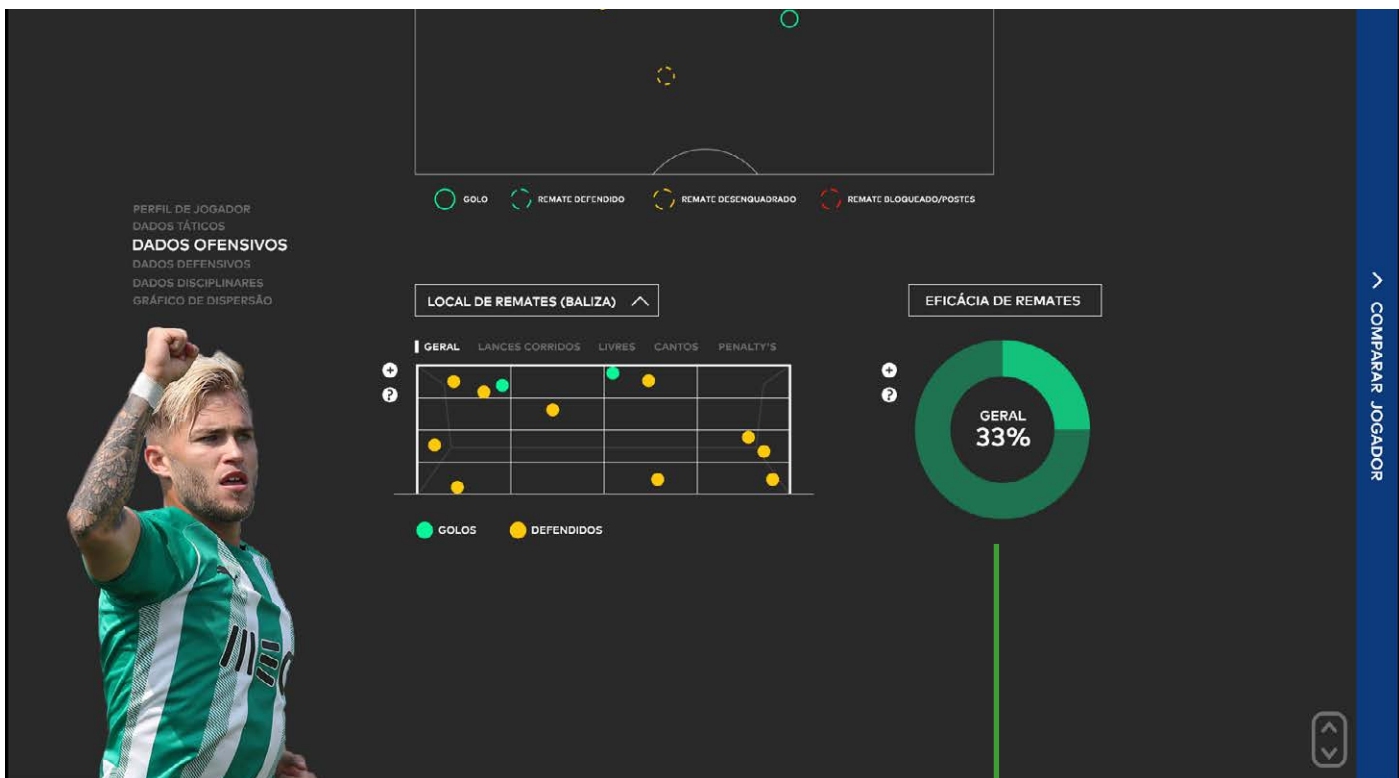 GOLO REMATE DEFENDIDO REMATE DESENQUADRADO REMATE BLOQUEADO/POSTES
PERFIL DE JOGADOR
DADOS TÁTICOS
DADOS OFENSIVOS
DADOS DEFENSIVOS
DADOS DISCIPLINARES
GRÁFICO DE DISPERSÃO
LOCAL DE REMATES (BALIZA)
GERAL LANCES CORRIDOS LIVRES CANTOS PENALTY'S
+
?
GOLOS DEFENDIDOS
EFICÁCIA DE REMATES
+
?
GERAL
33%
COMPARAR JOGADOR